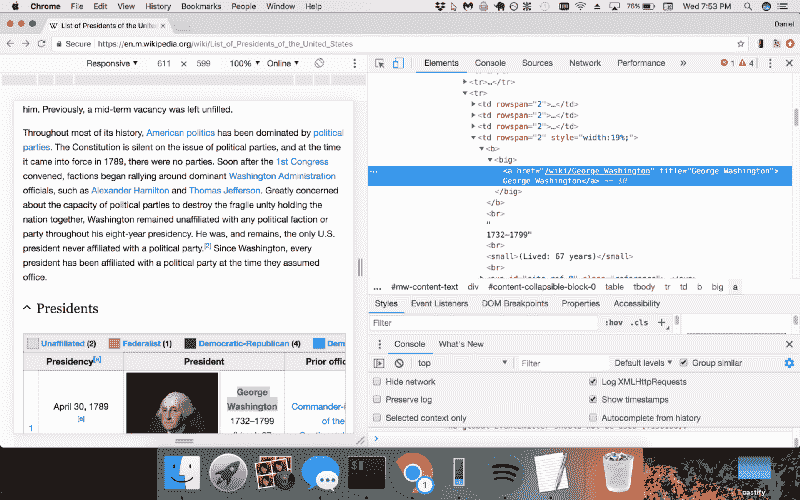 Chrome File Edit View History Bookmarks People Window Help
76% Wed 7:53 PM
List of Presidents of the United
Daniel
Secure https://en.m.wikipedia.org/wiki/List_of_Presidents_of_the_United_States
Responsive 611 × 599 100% Online
Elements Console Sources Network Performance » 1 4
him. Previously, a mid-term vacancy was left unfilled.
Throughout most of its history, American politics has been dominated by political
parties. The Constitution is silent on the issue of political parties, and at the time
it came into force in 1789, there were no parties. Soon after the 1st Congress
convened, factions began rallying around dominant Washington Administration
officials, such as Alexander Hamilton and Thomas Jefferson. Greatly concerned
about the capacity of political parties to destroy the fragile unity holding the
nation together, Washington remained unaffiliated with any political faction or
party throughout his eight-year presidency. He was, and remains, the only U.S.
president never affiliated with a political party.[2] Since Washington, every
president has been affiliated with a political party at the time they assumed
office.
Presidents
Unaffiliated (2) Federalist (1) Democratic-Republican (4) Dem
Presidency[a] President Prior offic
April 30, 1789
1
George
Washington
1732–1799
Commander-i
of the
<tr>…</tr>
<tr>
<td rowspan="2">…</td>
<td rowspan="2">…</td>
<td rowspan="2">…</td>
<td rowspan="2" style="width:19%;">
<b>
<big>
<a href="/wiki/George_Washington" title="George Washington">
George Washington</a> == $0
</big>
</b>
<br>
"
1732–1799"
<br>
<small>(Lived: 67 years)</small>
<br>
... #mw-content-text div #content-collapsible-block-0 table tbody tr td b big a
Styles Event Listeners DOM Breakpoints Properties Accessibility
Filter :hov .cls +
Console What's New
top Filter Default levels Group similar
Hide network Log XMLHttpRequests
Preserve log Show timestamps
Selected context only Autocomplete from history
1